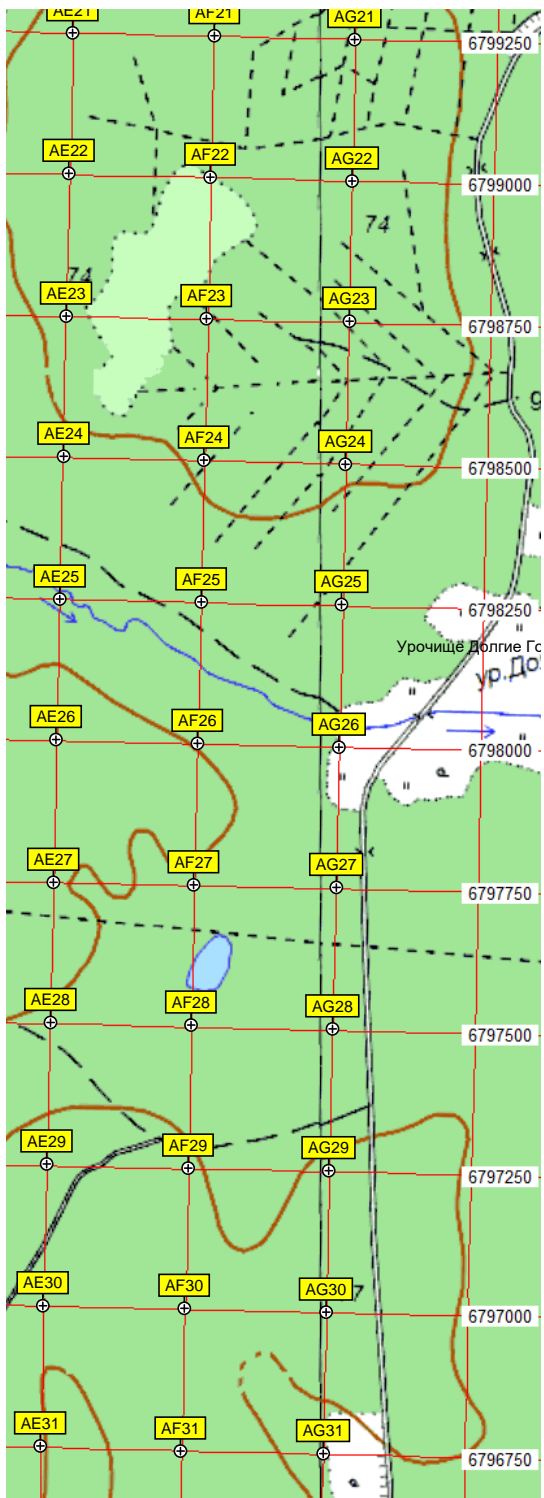 AE21 AF21 AG21
6799250
AE22 AF22 AG22
6799000
74
74
AE23 AF23 AG23
6798750
9
AE24 AF24 AG24
6798500
AE25 AF25 AG25
6798250
Урочище Долгие Го
ур.До
AE26 AF26 AG26
6798000
Р
AE27 AF27 AG27
6797750
AE28 AF28 AG28
6797500
AE29 AF29 AG29
6797250
AE30 AF30 AG30
7
6797000
AE31 AF31 AG31
6796750
Р